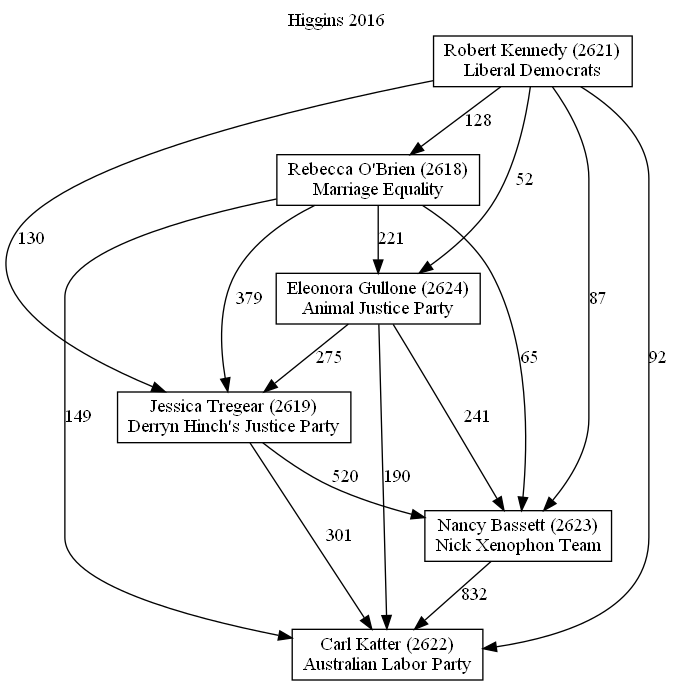 Higgins 2016
Robert Kennedy (2621)
Liberal Democrats
128
52
Rebecca O'Brien (2618)
Marriage Equality
130
221
379
65
87
92
Eleonora Gullone (2624)
Animal Justice Party
275
149
241
190
Jessica Tregear (2619)
Derryn Hinch's Justice Party
520
301
Nancy Bassett (2623)
Nick Xenophon Team
832
Carl Katter (2622)
Australian Labor Party